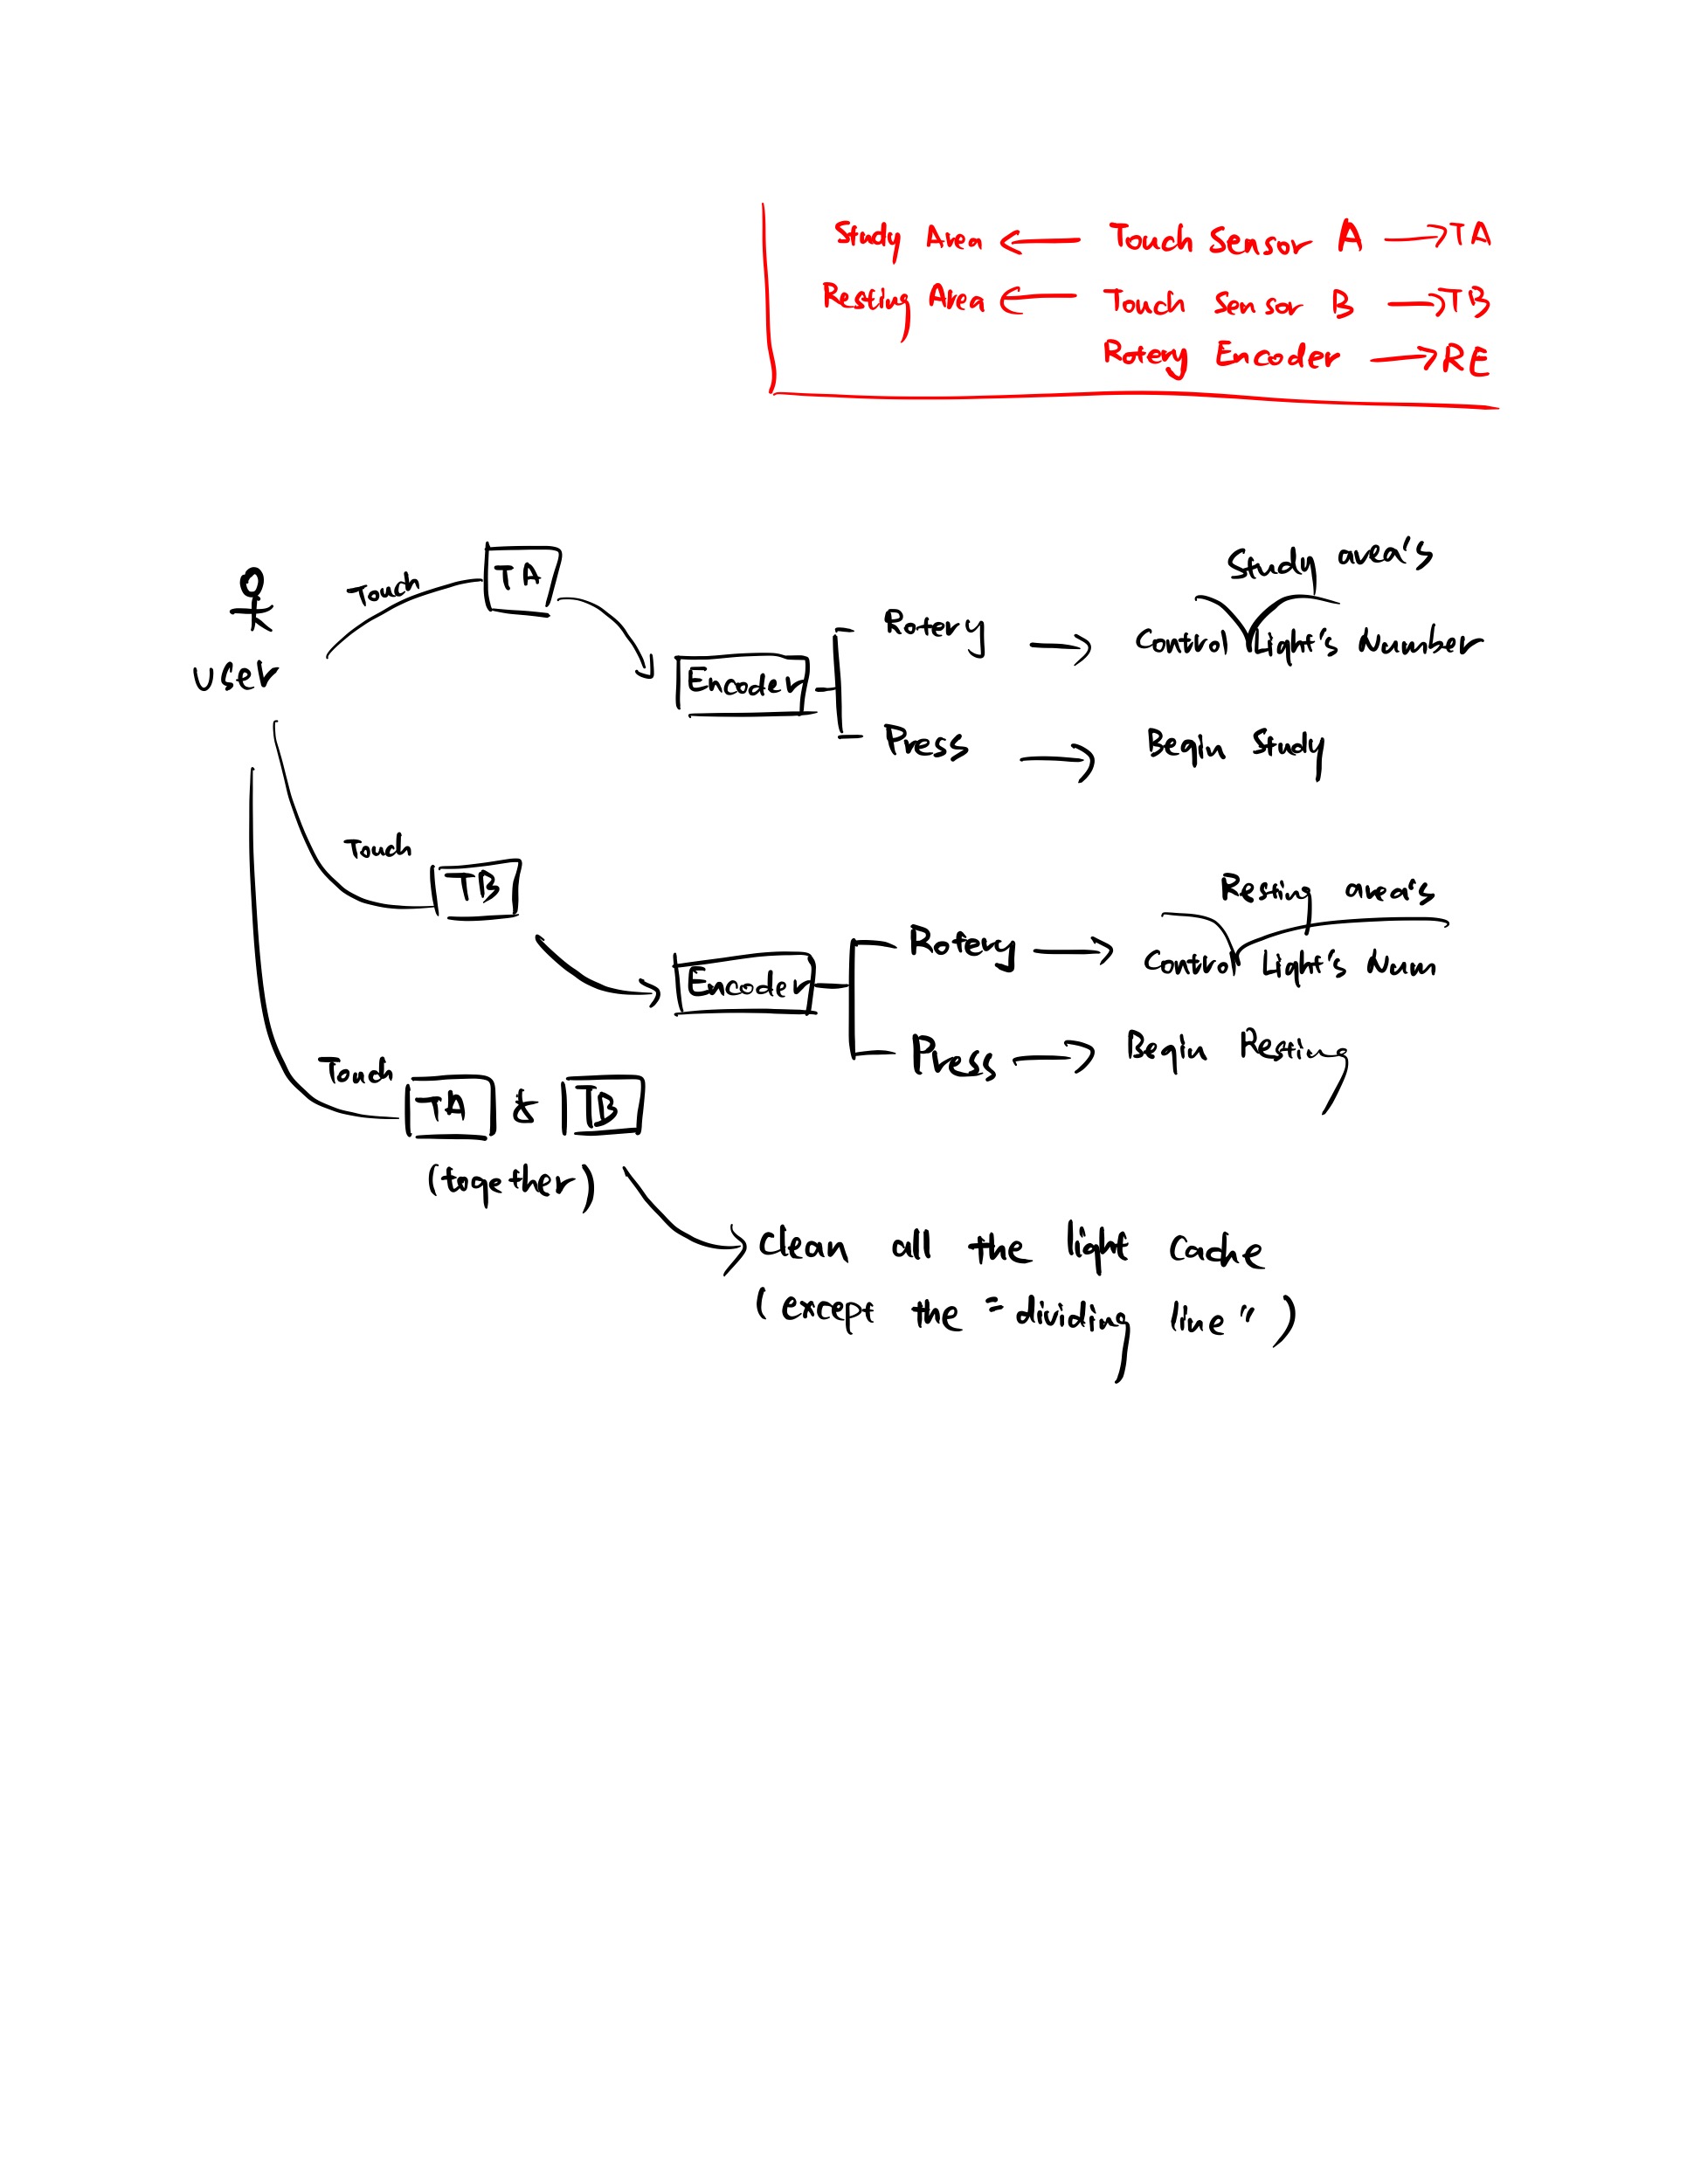 Study Area ← Touch Sensor A → TA
Resting Area ← Touch Sensor B → TB
Rotery Encoder → RE
User
Touch
TA
Encoder
Rotery → Control Light's Number
Study area's
Press → Begin Study
Touch
TB
Encoder
Rotery → Control Light's Num
Resting area's
Press → Begin Resting
Touch
TA & TB
(together)
clean all the light cache
(except the "dividing line")